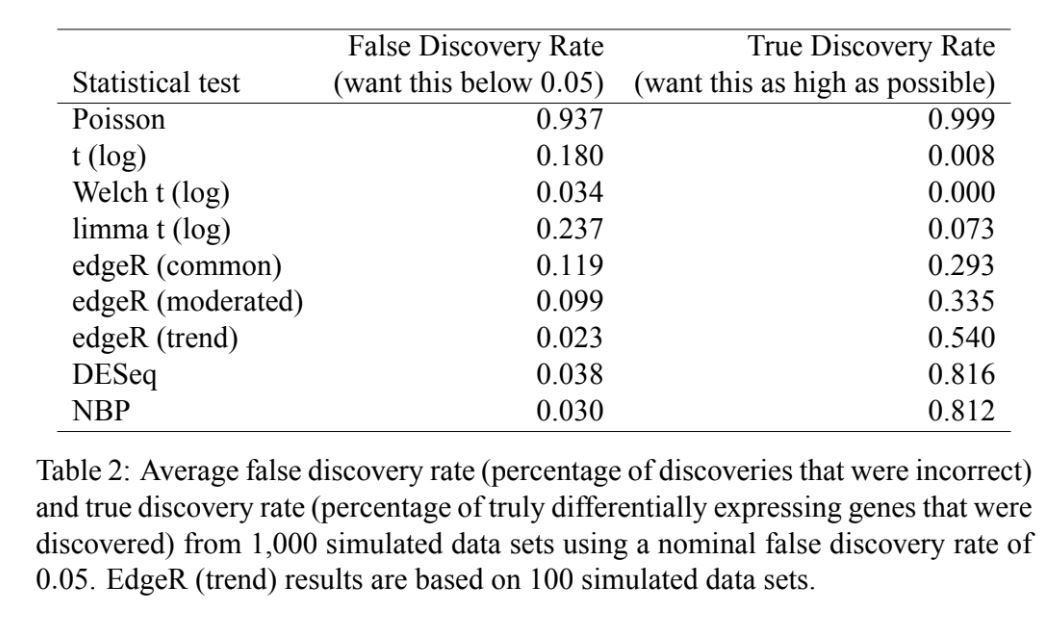 False Discovery Rate True Discovery Rate
Statistical test (want this below 0.05) (want this as high as possible)
Poisson 0.937 0.999
t (log) 0.180 0.008
Welch t (log) 0.034 0.000
limma t (log) 0.237 0.073
edgeR (common) 0.119 0.293
edgeR (moderated) 0.099 0.335
edgeR (trend) 0.023 0.540
DESeq 0.038 0.816
NBP 0.030 0.812
Table 2: Average false discovery rate (percentage of discoveries that were incorrect)
and true discovery rate (percentage of truly differentially expressing genes that were
discovered) from 1,000 simulated data sets using a nominal false discovery rate of
0.05. EdgeR (trend) results are based on 100 simulated data sets.